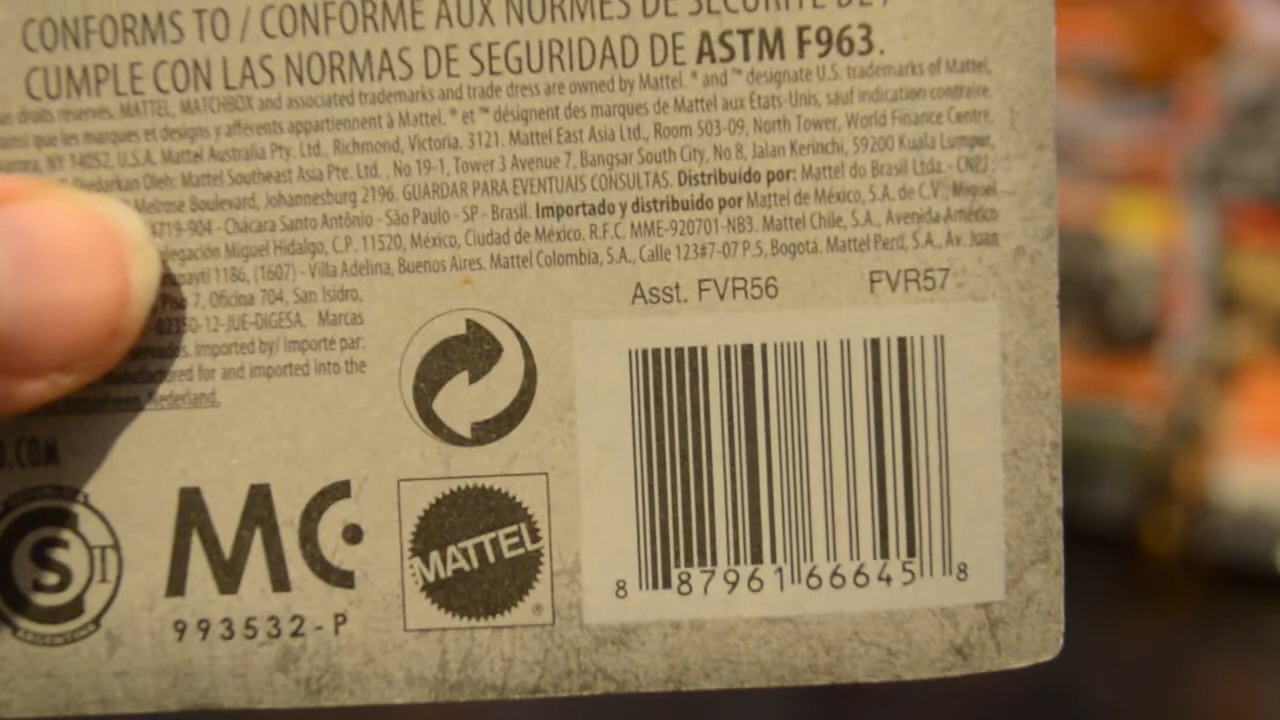 CONFORMS TO / CONFORME AUX NORMES DE SÉCURITÉ DE /
CUMPLE CON LAS NORMAS DE SEGURIDAD DE ASTM F963.
droits réservés. MATTEL, MATCHBOX and associated trademarks and trade dress are owned by Mattel. ® and ™ designate U.S. trademarks of Mattel,
que les marques et designs y afférents appartiennent à Mattel. ® et ™ désignent des marques de Mattel aux États-Unis, sauf indication contraire.
NY 14052, U.S.A. Mattel Australia Pty. Ltd., Richmond, Victoria. 3121. Mattel East Asia Ltd., Room 503-09, North Tower, World Finance Centre,
Diedarkan Oleh: Mattel Southeast Asia Pte. Ltd. , No 19-1, Tower 3 Avenue 7, Bangsar South City, No 8, Jalan Kerinchi, 59200 Kuala Lumpur,
Melrose Boulevard, Johannesburg 2196. GUARDAR PARA EVENTUAIS CONSULTAS. Distribuido por: Mattel do Brasil Ltda.- CNPJ :
4719-904 - Chácara Santo Antônio - São Paulo - SP - Brasil. Importado y distribuido por Mattel de México, S.A. de C.V., Miguel
Miguel Hidalgo, C.P. 11520, México, Ciudad de México. R.F.C. MME-920701-NB3. Mattel Chile, S.A., Avenida Américo
1186, (1607) - Villa Adelina, Buenos Aires. Mattel Colombia, S.A., Calle 123#7-07 P.5, Bogotá. Mattel Perú, S.A., Av. Juan
Piso 7, Oficina 704, San Isidro,
-12-JUE-DIGESA. Marcas
imported by/ Importé par:
for and imported into the
Nederland.
.COM
Asst. FVR56 FVR57
S T
ARGENTINA
MC
993532-P
MATTEL ®
8 87961 66645 8